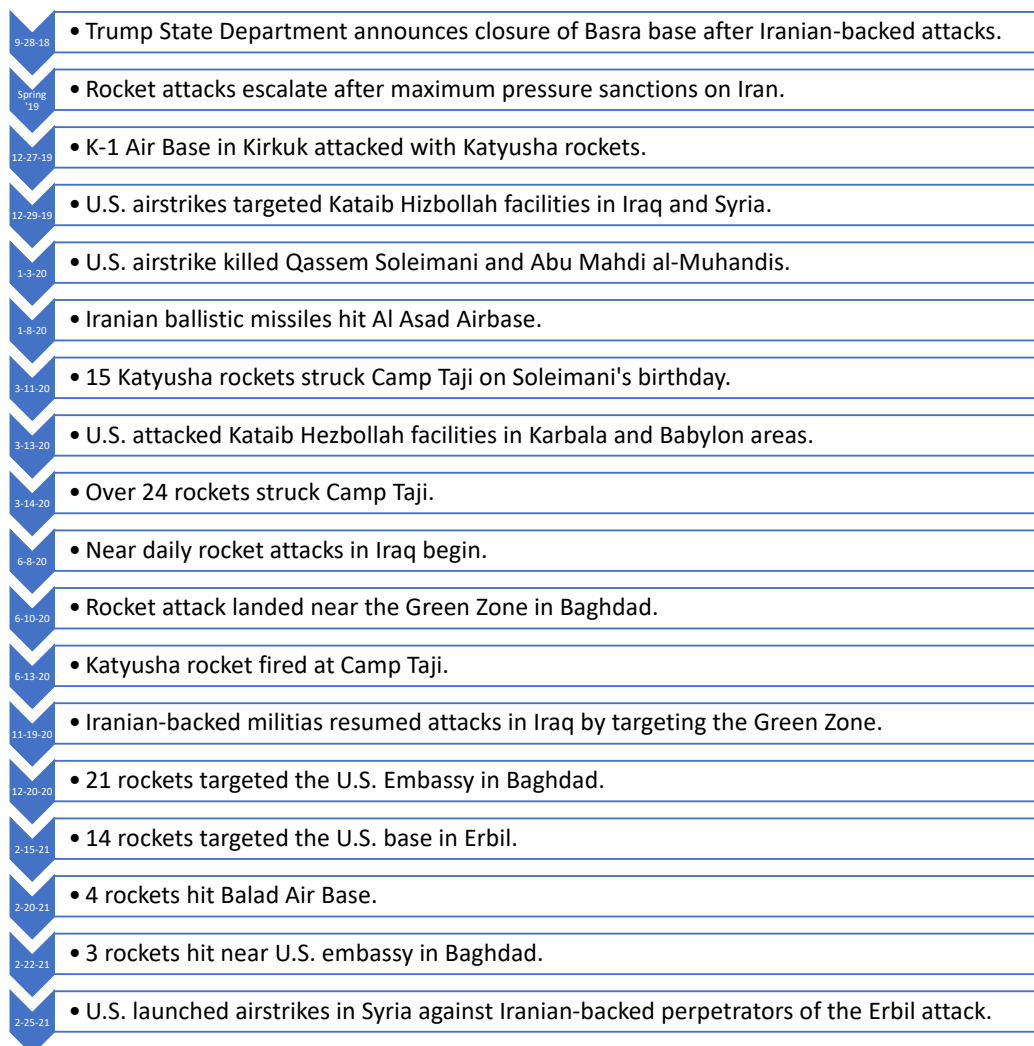 9-28-18
• Trump State Department announces closure of Basra base after Iranian-backed attacks.
Spring
'19
• Rocket attacks escalate after maximum pressure sanctions on Iran.
12-27-19
• K-1 Air Base in Kirkuk attacked with Katyusha rockets.
12-29-19
• U.S. airstrikes targeted Kataib Hizbollah facilities in Iraq and Syria.
1-3-20
• U.S. airstrike killed Qassem Soleimani and Abu Mahdi al-Muhandis.
1-8-20
• Iranian ballistic missiles hit Al Asad Airbase.
3-11-20
• 15 Katyusha rockets struck Camp Taji on Soleimani's birthday.
3-13-20
• U.S. attacked Kataib Hezbollah facilities in Karbala and Babylon areas.
3-14-20
• Over 24 rockets struck Camp Taji.
6-8-20
• Near daily rocket attacks in Iraq begin.
6-10-20
• Rocket attack landed near the Green Zone in Baghdad.
6-13-20
• Katyusha rocket fired at Camp Taji.
11-19-20
• Iranian-backed militias resumed attacks in Iraq by targeting the Green Zone.
12-20-20
• 21 rockets targeted the U.S. Embassy in Baghdad.
2-15-21
• 14 rockets targeted the U.S. base in Erbil.
2-20-21
• 4 rockets hit Balad Air Base.
2-22-21
• 3 rockets hit near U.S. embassy in Baghdad.
2-25-21
• U.S. launched airstrikes in Syria against Iranian-backed perpetrators of the Erbil attack.